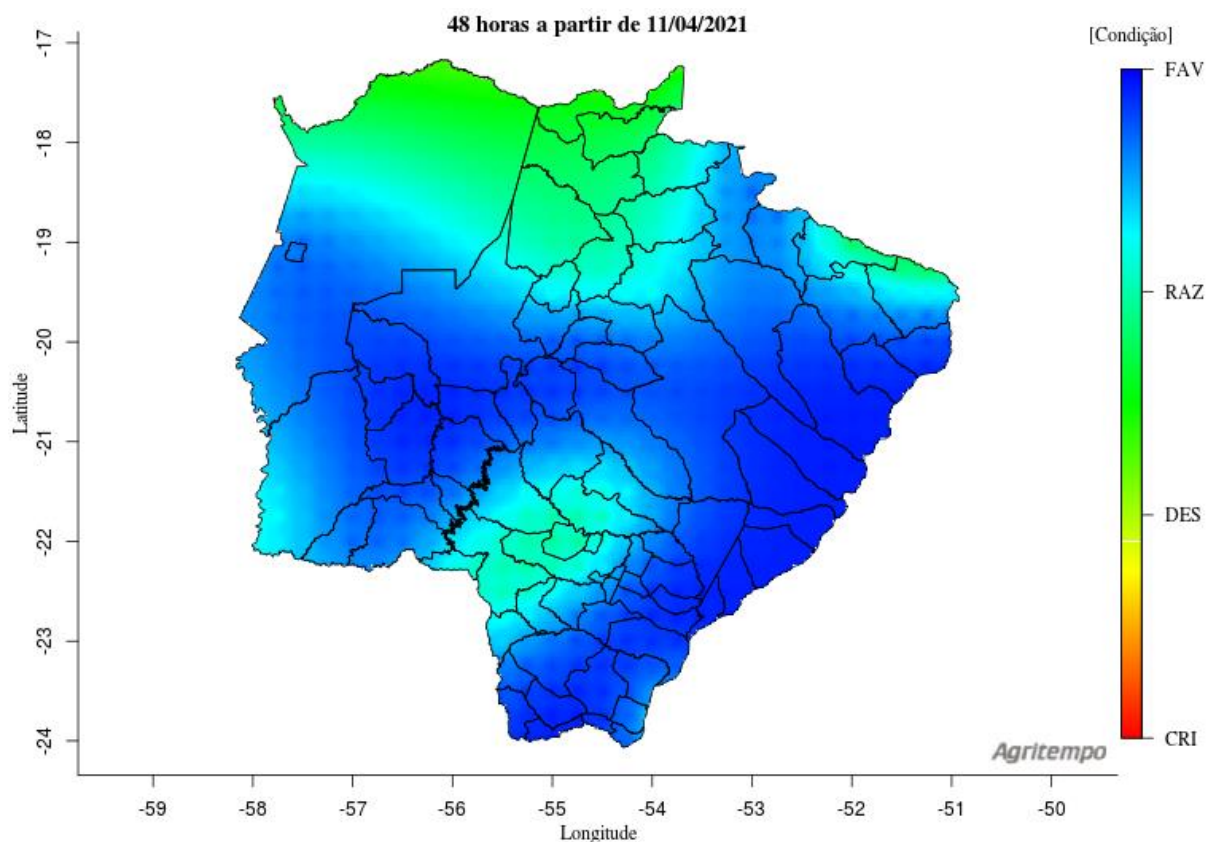 48 horas a partir de 11/04/2021
[Condição]
FAV
RAZ
DES
CRI
-17
-18
-19
-20
-21
-22
-23
-24
Latitude
Agritempo
-59 -58 -57 -56 -55 -54 -53 -52 -51 -50
Longitude